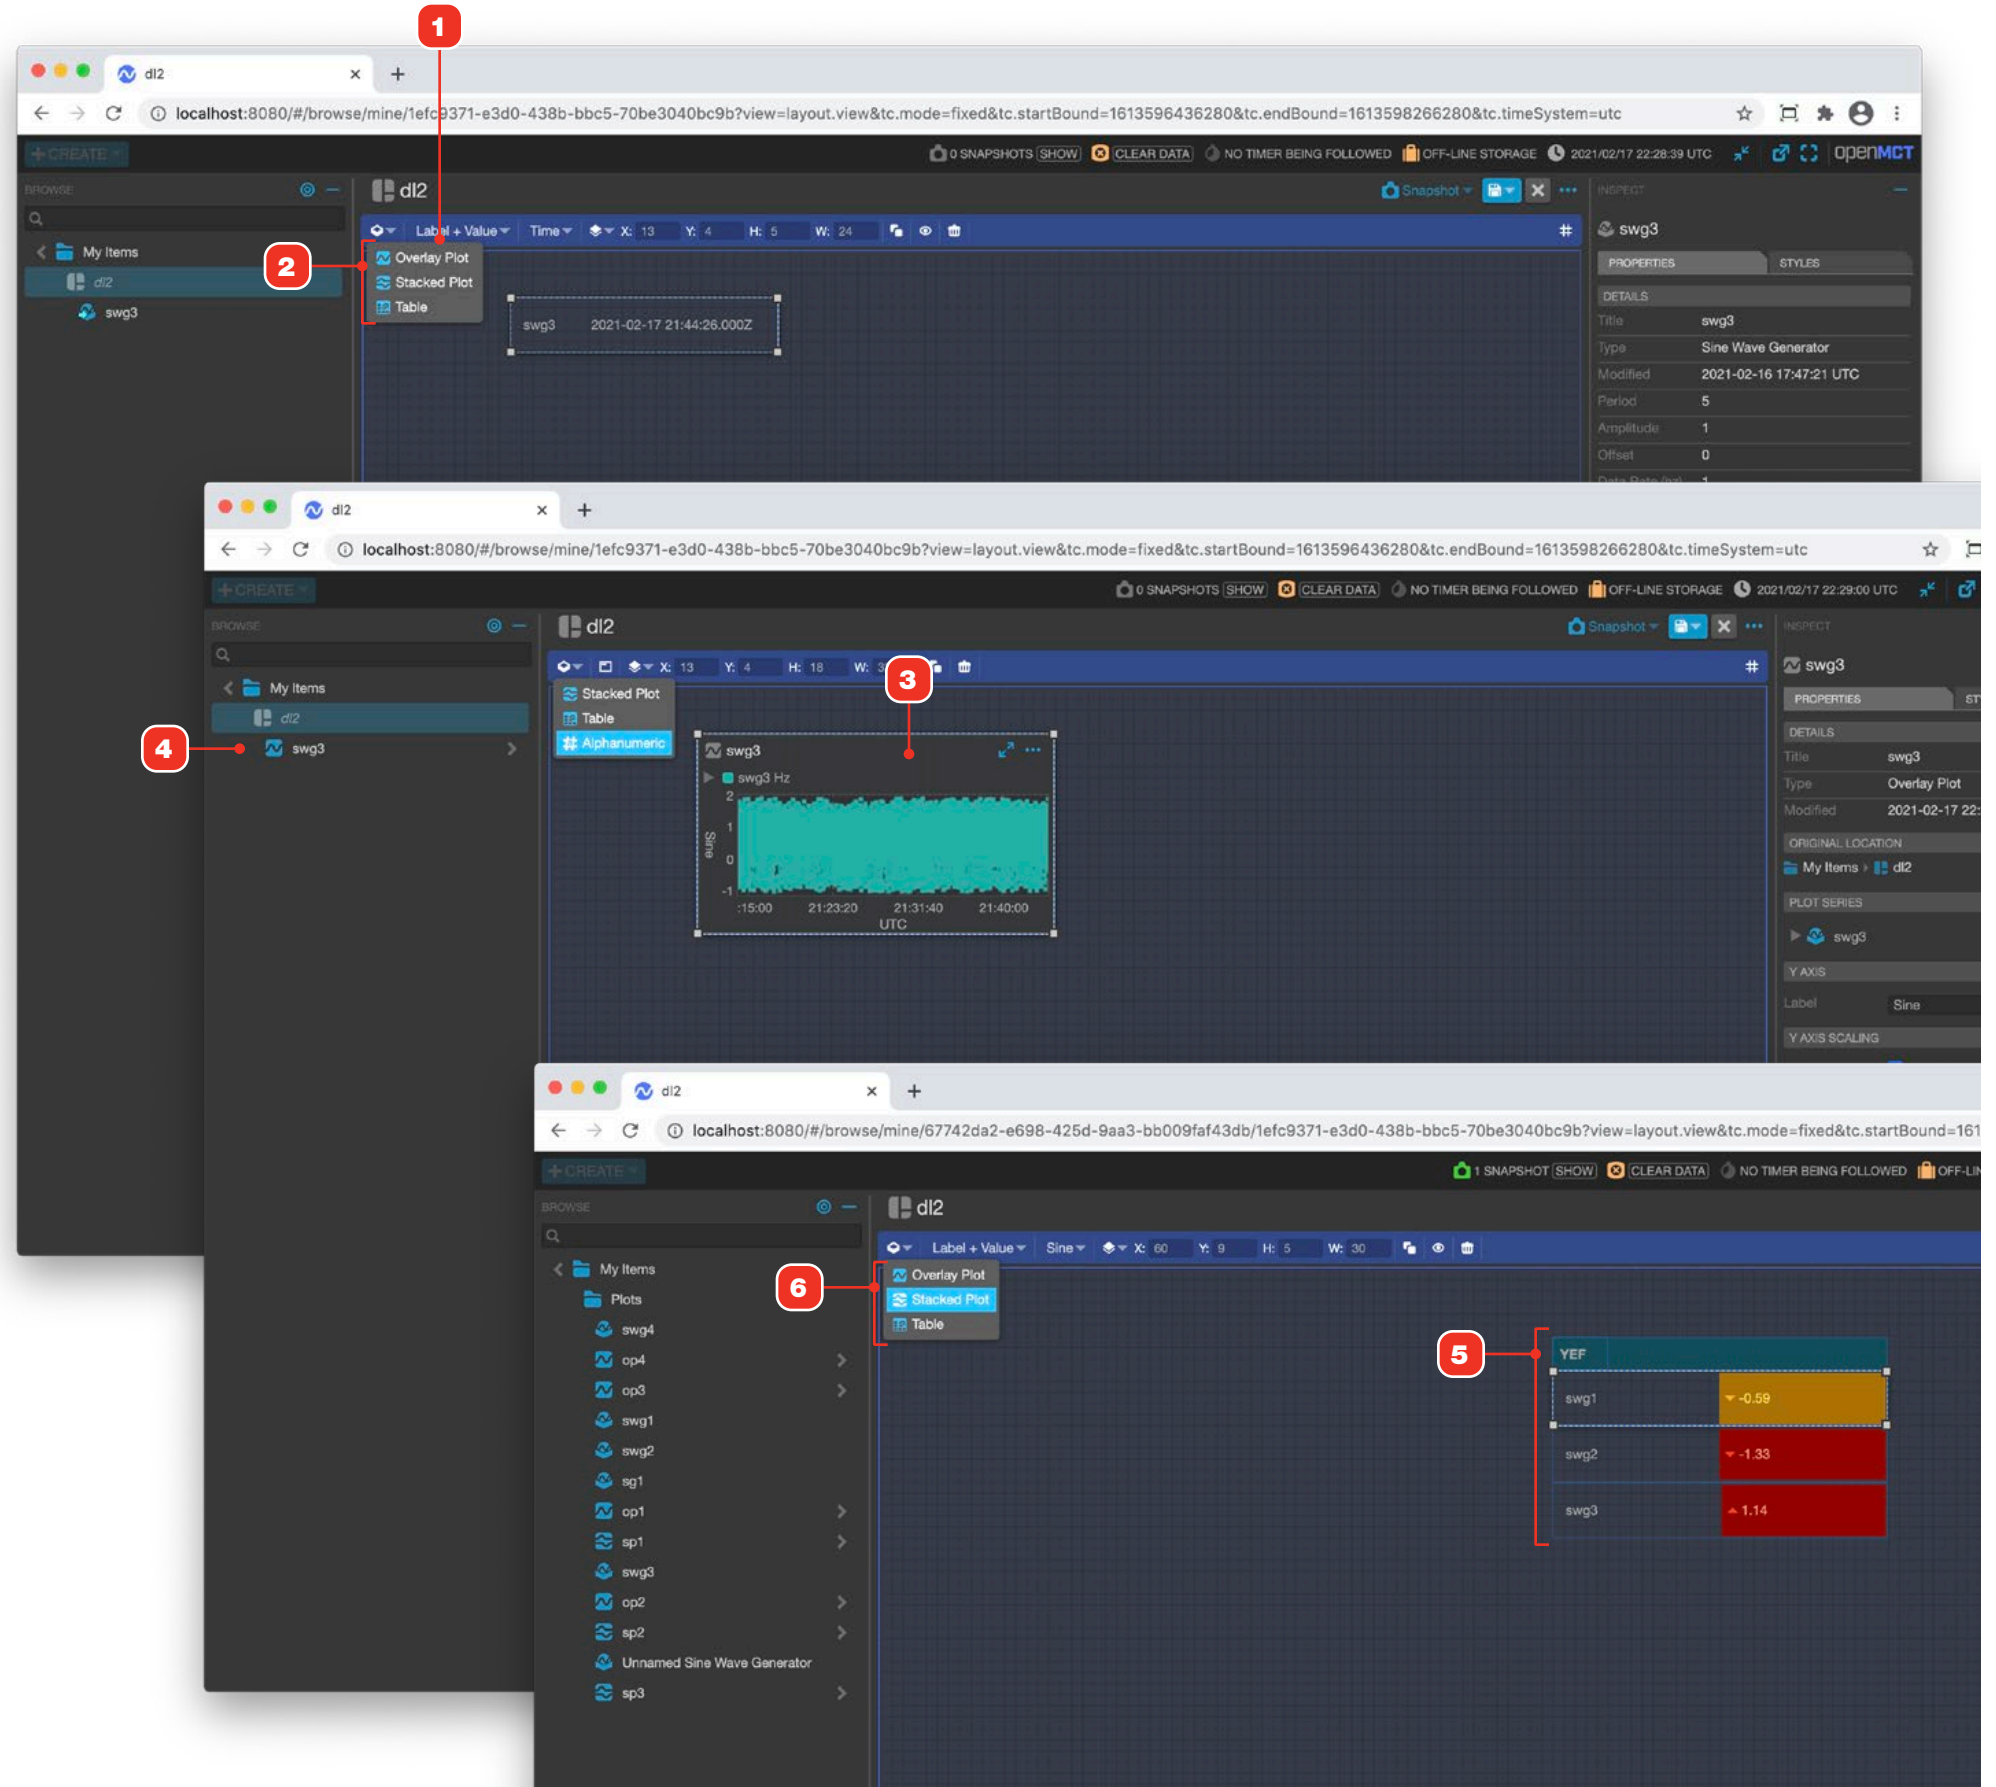 1
dl2
localhost:8080/#/browse/mine/1efc9371-e3d0-438b-bbc5-70be3040bc9b?view=layout.view&tc.mode=fixed&tc.startBound=1613596436280&tc.endBound=1613598266280&tc.timeSystem=utc
+CREATE
0 SNAPSHOTS SHOW CLEAR DATA NO TIMER BEING FOLLOWED OFF-LINE STORAGE 2021/02/17 22:28:39 UTC openMCT
BROWSE
dl2
Snapshot
INSPECT
Label + Value Time X: 13 Y: 4 H: 5 W: 24
swg3
My Items
dl2
swg3
2
Overlay Plot
Stacked Plot
Table
swg3 2021-02-17 21:44:26.000Z
PROPERTIES STYLES
DETAILS
Title swg3
Type Sine Wave Generator
Modified 2021-02-16 17:47:21 UTC
Period 5
Amplitude 1
Offset 0
Data Rate (hz) 1
dl2
localhost:8080/#/browse/mine/1efc9371-e3d0-438b-bbc5-70be3040bc9b?view=layout.view&tc.mode=fixed&tc.startBound=1613596436280&tc.endBound=1613598266280&tc.timeSystem=utc
+CREATE
0 SNAPSHOTS SHOW CLEAR DATA NO TIMER BEING FOLLOWED OFF-LINE STORAGE 2021/02/17 22:29:00 UTC
BROWSE
dl2
Snapshot
INSPECT
X: 13 Y: 4 H: 18 W: 3
swg3
My Items
dl2
4
swg3
Stacked Plot
Table
Alphanumeric
3
swg3
swg3 Hz
2
1
0
-1
Sine
:15:00 21:23:20 21:31:40 21:40:00
UTC
PROPERTIES ST
DETAILS
Title swg3
Type Overlay Plot
Modified 2021-02-17 22:
ORIGINAL LOCATION
My Items dl2
PLOT SERIES
swg3
Y AXIS
Label Sine
Y AXIS SCALING
dl2
localhost:8080/#/browse/mine/67742da2-e698-425d-9aa3-bb009faf43db/1efc9371-e3d0-438b-bbc5-70be3040bc9b?view=layout.view&tc.mode=fixed&tc.startBound=161
+CREATE
1 SNAPSHOT SHOW CLEAR DATA NO TIMER BEING FOLLOWED OFF-LIN
BROWSE
dl2
Label + Value Sine X: 60 Y: 9 H: 5 W: 30
My Items
Plots
swg4
op4
op3
swg1
swg2
sg1
op1
sp1
swg3
op2
sp2
Unnamed Sine Wave Generator
sp3
6
Overlay Plot
Stacked Plot
Table
5
YEF
swg1 -0.59
swg2 -1.33
swg3 1.14